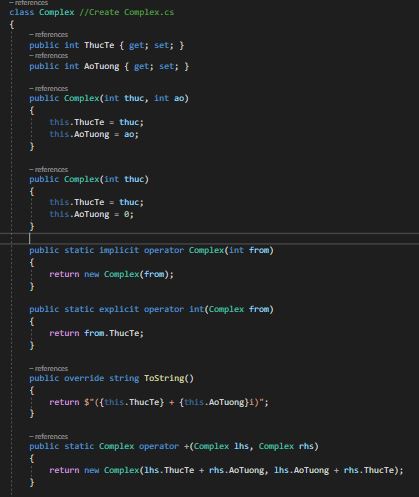 – references
class Complex //Create Complex.cs
{
– references
public int ThucTe { get; set; }
– references
public int AoTuong { get; set; }
– references
public Complex(int thuc, int ao)
{
this.ThucTe = thuc;
this.AoTuong = ao;
}
– references
public Complex(int thuc)
{
this.ThucTe = thuc;
this.AoTuong = 0;
}
public static implicit operator Complex(int from)
{
return new Complex(from);
}
public static explicit operator int(Complex from)
{
return from.ThucTe;
}
– references
public override string ToString()
{
return $"({this.ThucTe} + {this.AoTuong}i)";
}
– references
public static Complex operator +(Complex lhs, Complex rhs)
{
return new Complex(lhs.ThucTe + rhs.AoTuong, lhs.AoTuong + rhs.ThucTe);
}